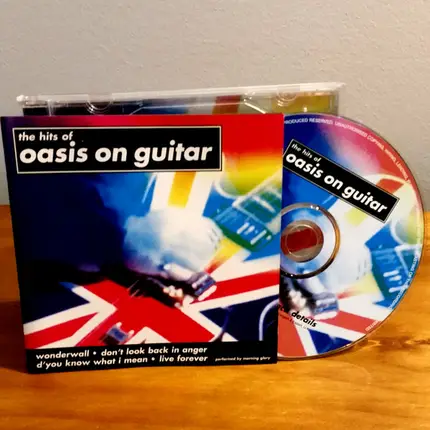 the hits of
oasis on guitar
wonderwall • don't look back in anger
d'you know what i mean • live forever
performed by morning glory
the hits of
oasis on guitar
details